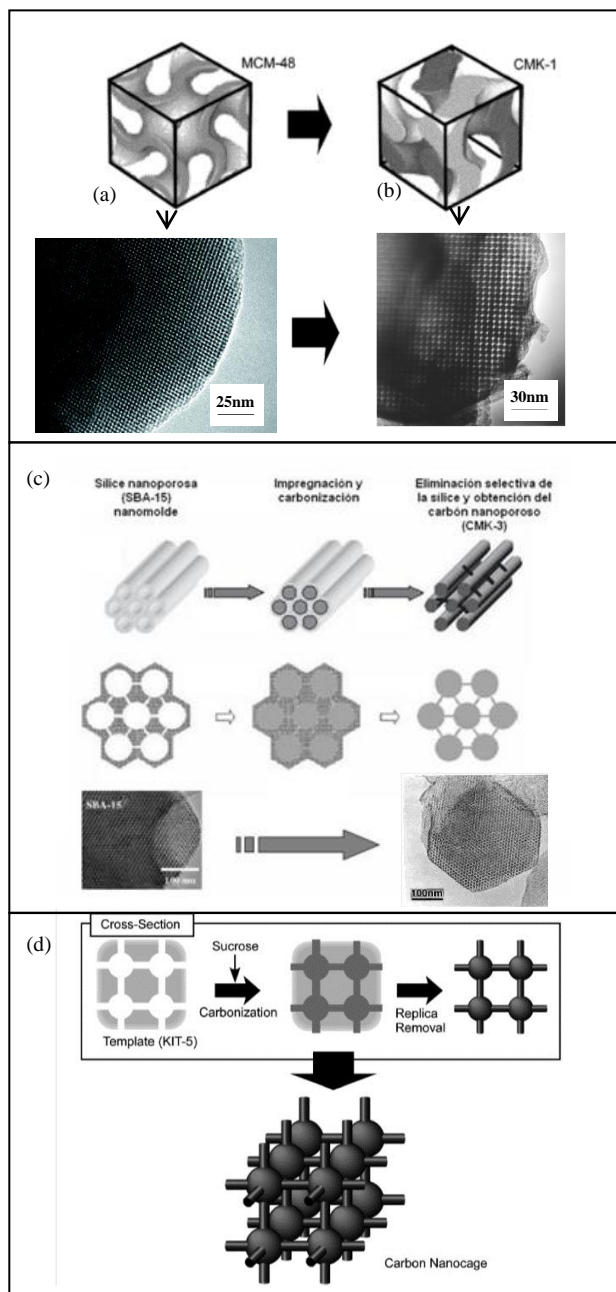 MCM-48
CMK-1
(a)
(b)
25nm
30nm
(c)
Sílice nanoporosa
(SBA-15)
nanomolde
Impregnación y
carbonización
Eliminación selectiva de
la sílice y obtención del
carbón nanoporoso
(CMK-3)
SBA-15
100 nm
100nm
(d)
Cross-Section
Sucrose
Carbonization
Template (KIT-5)
Replica
Removal
Carbon Nanocage